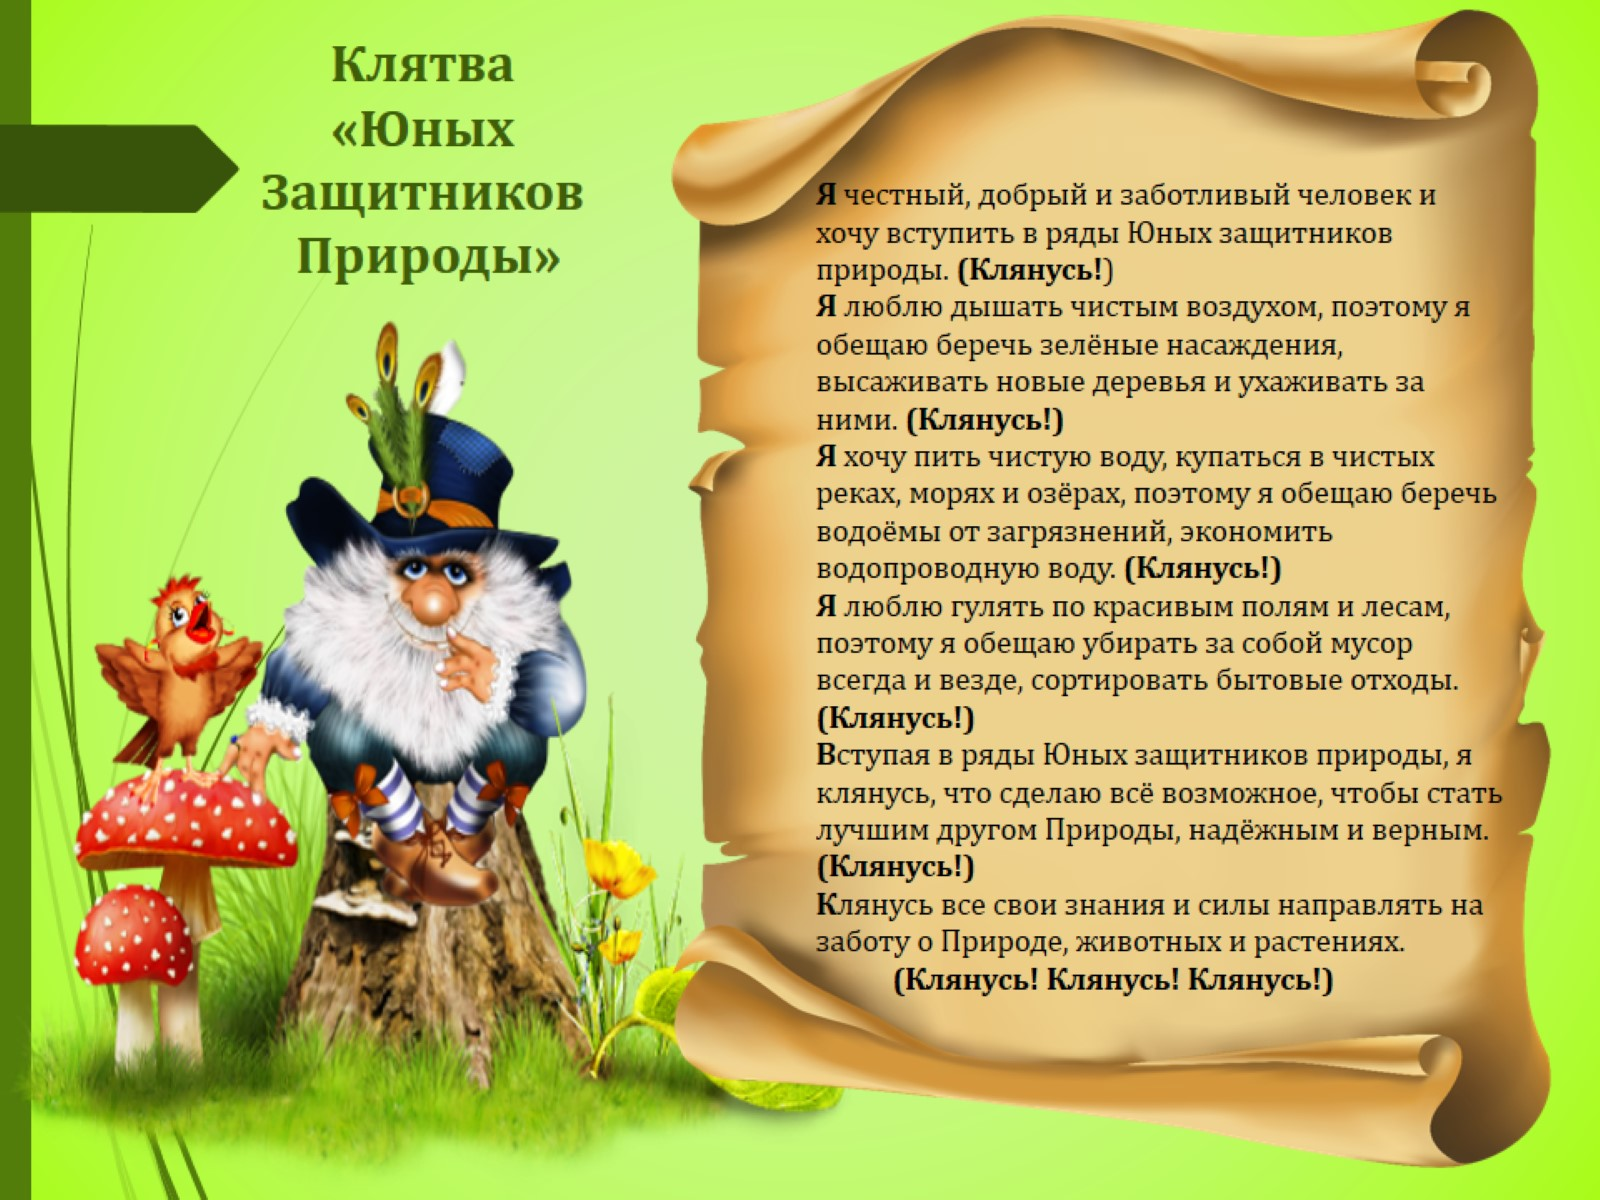 Клятва
«Юных
Защитников
Природы»
Я честный, добрый и заботливый человек и
хочу вступить в ряды Юных защитников
природы. (Клянусь!)
Я люблю дышать чистым воздухом, поэтому я
обещаю беречь зелёные насаждения,
высаживать новые деревья и ухаживать за
ними. (Клянусь!)
Я хочу пить чистую воду, купаться в чистых
реках, морях и озёрах, поэтому я обещаю беречь
водоёмы от загрязнений, экономить
водопроводную воду. (Клянусь!)
Я люблю гулять по красивым полям и лесам,
поэтому я обещаю убирать за собой мусор
всегда и везде, сортировать бытовые отходы.
(Клянусь!)
Вступая в ряды Юных защитников природы, я
клянусь, что сделаю всё возможное, чтобы стать
лучшим другом Природы, надёжным и верным.
(Клянусь!)
Клянусь все свои знания и силы направлять на
заботу о Природе, животных и растениях.
(Клянусь! Клянусь! Клянусь!)